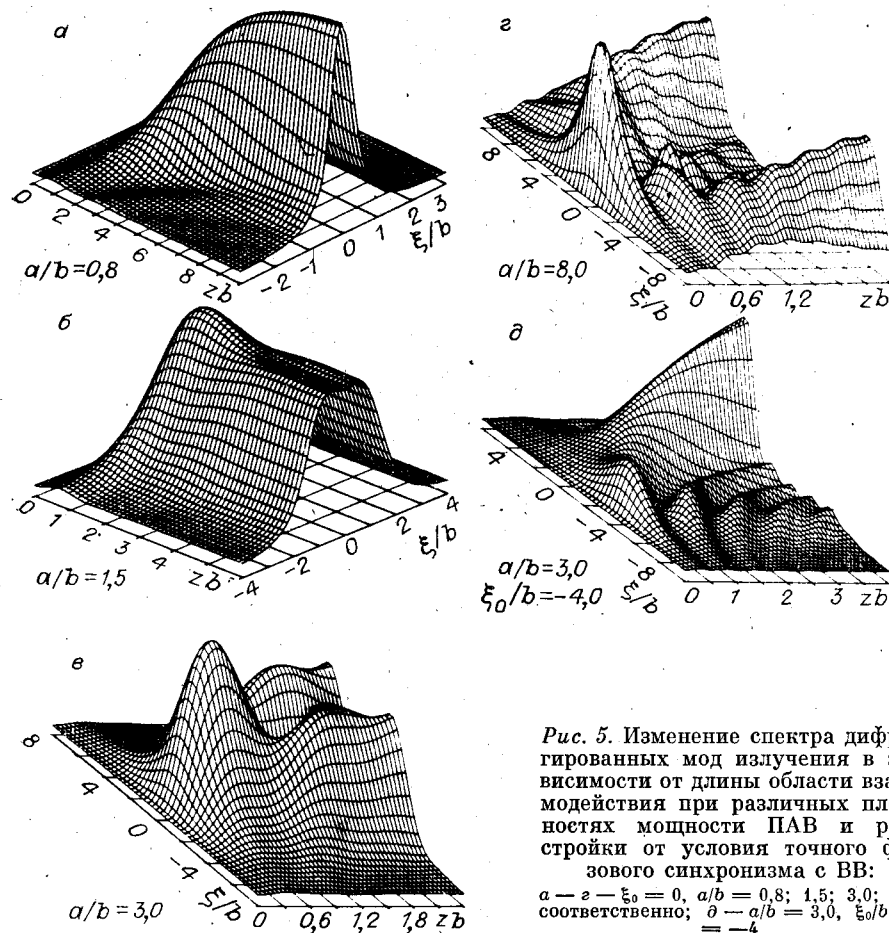 а
0 2 4 6 8 zb
-2 -1 0 1 2 3 ξ/b
a/b=0,8
б
0 1 2 3 4 zb
-4 -2 0 2 4 ξ/b
a/b=1,5
в
8 4 0 -4 ξ/b
0 0,6 1,2 1,8 zb
a/b=3,0
г
8 4 0 -4 -8 ξ/b
0 0,6 1,2 zb
a/b=8,0
д
4 0 -4 -8 ξ/b
0 1 2 3 zb
a/b=3,0
ξ₀/b=-4,0
Рис. 5. Изменение спектра дифр
гированных мод излучения в з
висимости от длины области вза
модействия при различных пл
ностях мощности ПАВ и р
стройки от условия точного ф
зового синхронизма с ВВ:
а — г — ξ₀ = 0, a/b = 0,8; 1,5; 3,0;
соответственно; д — a/b = 3,0, ξ₀/b
= —4